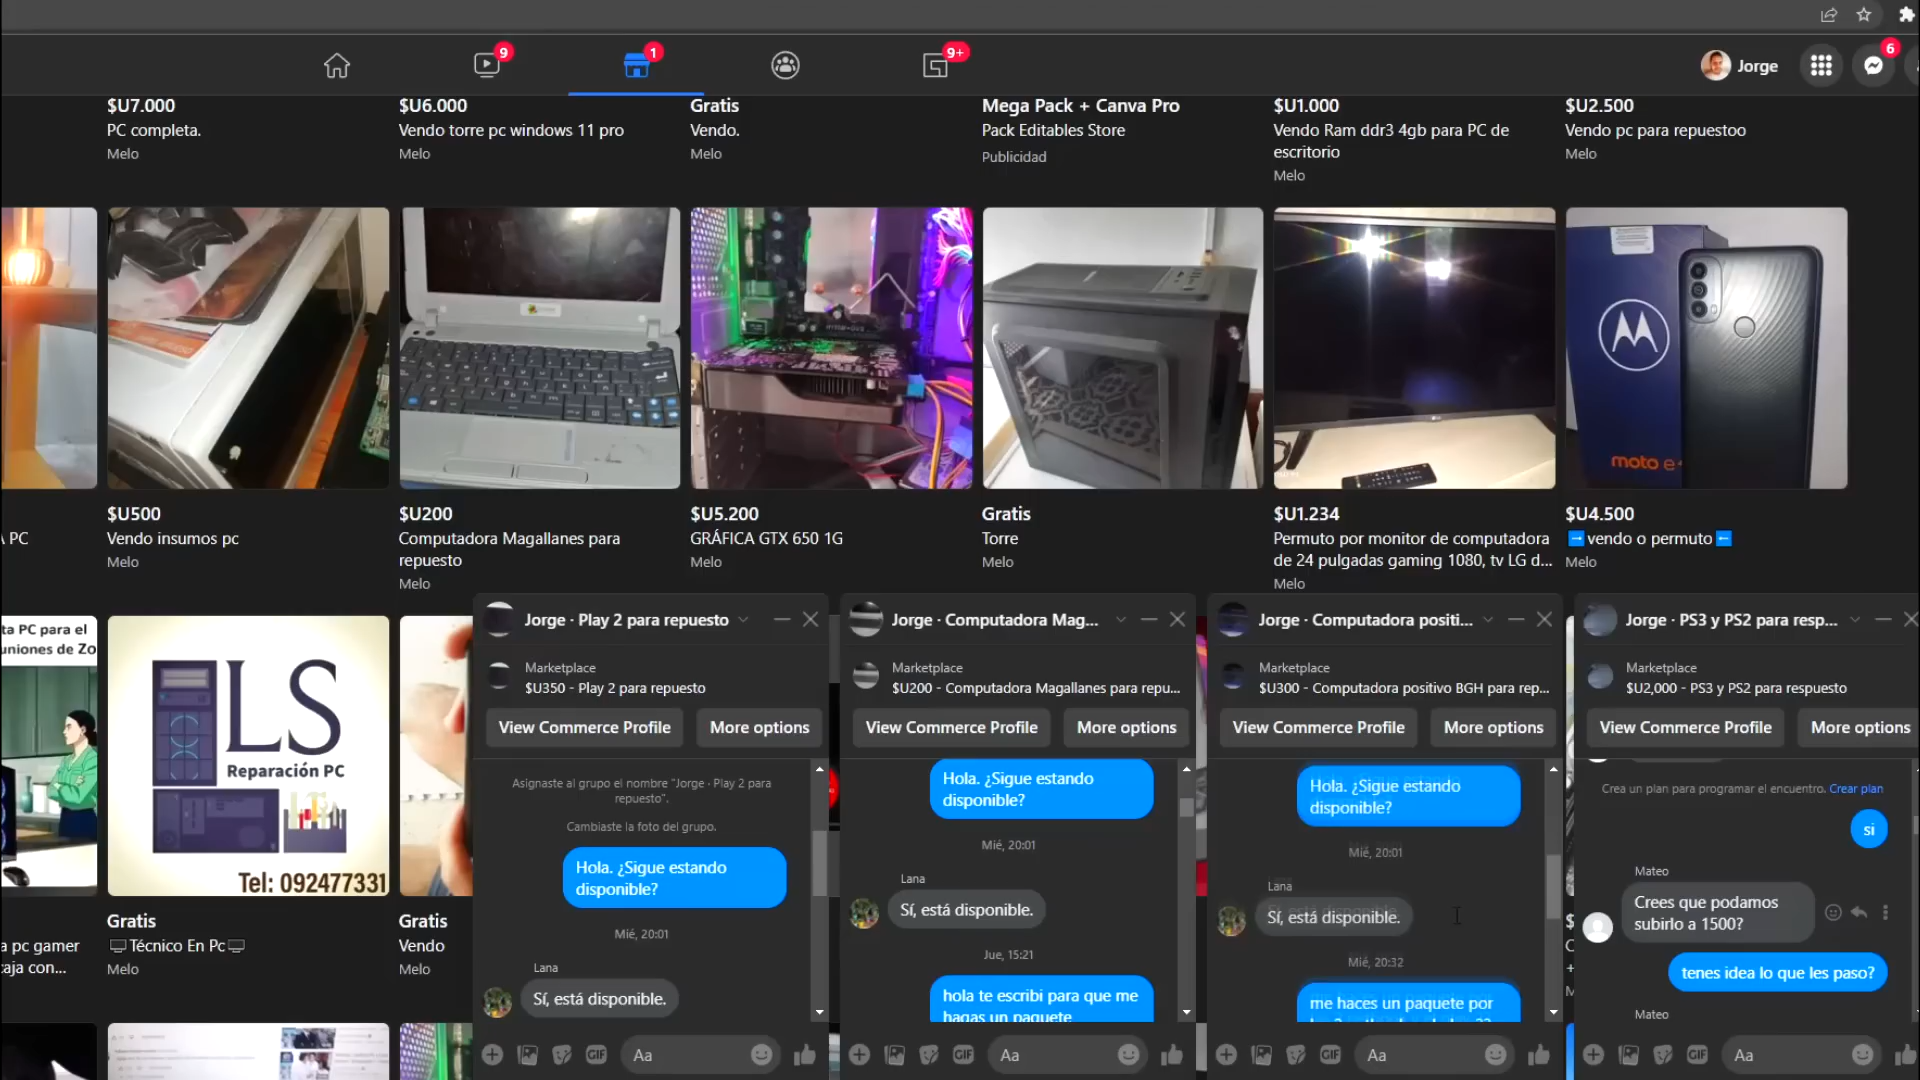 9
1
9+
Jorge
6
$U7.000
PC completa.
Melo
$U6.000
Vendo torre pc windows 11 pro
Melo
Gratis
Vendo.
Melo
Mega Pack + Canva Pro
Pack Editables Store
Publicidad
$U1.000
Vendo Ram ddr3 4gb para PC de
escritorio
Melo
$U2.500
Vendo pc para repuestoo
Melo
moto e
PC
$U500
Vendo insumos pc
Melo
$U200
Computadora Magallanes para
repuesto
Melo
$U5.200
GRÁFICA GTX 650 1G
Melo
Gratis
Torre
Melo
$U1.234
Permuto por monitor de computadora
de 24 pulgadas gaming 1080, tv LG d...
Melo
$U4.500
➡vendo o permuto⬅
Melo
ta PC para el
uniones de Zo
LS
Reparación PC
Tel: 092477331
a pc gamer
caja con...
Gratis
Técnico En Pc
Melo
Gratis
Vendo
Melo
Jorge · Play 2 para repuesto
Marketplace
$U350 - Play 2 para repuesto
View Commerce Profile
More options
Asignaste al grupo el nombre "Jorge · Play 2 para
repuesto".
Cambiaste la foto del grupo.
Hola. ¿Sigue estando
disponible?
Mié, 20:01
Lana
Sí, está disponible.
GIF
Aa
Jorge · Computadora Mag...
Marketplace
$U200 - Computadora Magallanes para repu...
View Commerce Profile
More options
Hola. ¿Sigue estando
disponible?
Mié, 20:01
Lana
Sí, está disponible.
Jue, 15:21
hola te escribi para que me
hagas un paquete
GIF
Aa
Jorge · Computadora positi...
Marketplace
$U300 - Computadora positivo BGH para rep...
View Commerce Profile
More options
Hola. ¿Sigue estando
disponible?
Mié, 20:01
Lana
Sí, está disponible.
Mié, 20:32
me haces un paquete por
GIF
Aa
Jorge · PS3 y PS2 para resp...
Marketplace
$U2,000 - PS3 y PS2 para respuesto
View Commerce Profile
More options
Crea un plan para programar el encuentro. Crear plan
si
Mateo
Crees que podamos
subirlo a 1500?
tenes idea lo que les paso?
Mateo
GIF
Aa